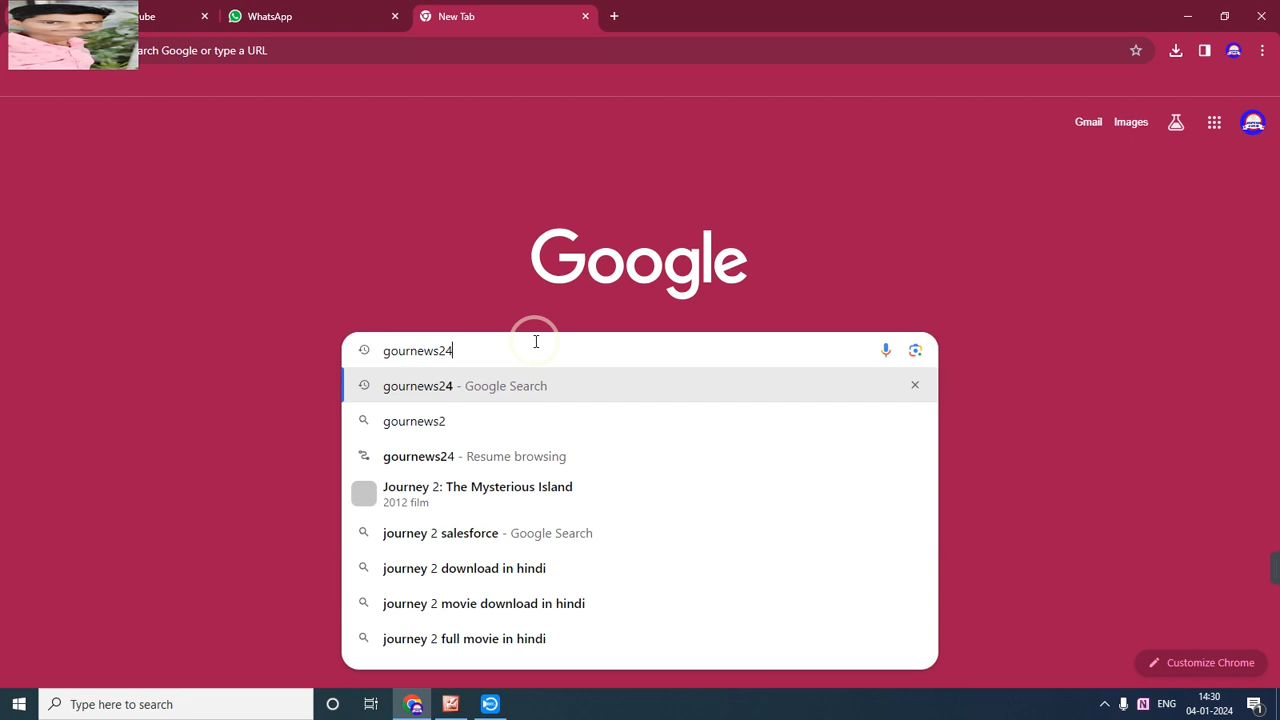 ube
WhatsApp
New Tab
rch Google or type a URL
Gmail Images
Google
gournews24
gournews24 - Google Search
gournews2
gournews24 - Resume browsing
Journey 2: The Mysterious Island
2012 film
journey 2 salesforce - Google Search
journey 2 download in hindi
journey 2 movie download in hindi
journey 2 full movie in hindi
Customize Chrome
Type here to search
ENG
14:30
04-01-2024